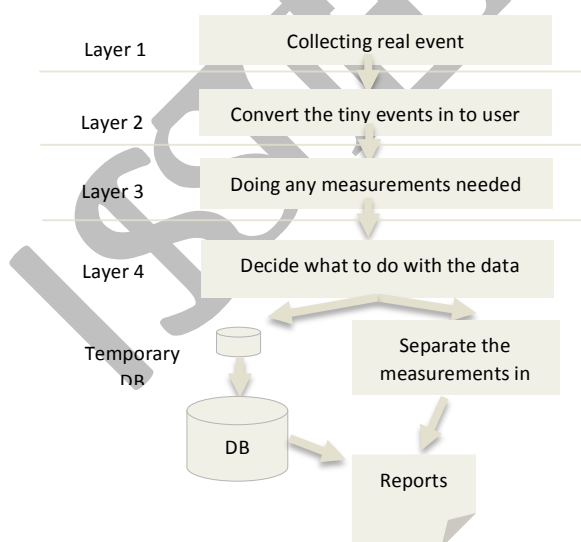 Layer 1
Collecting real event
Layer 2
Convert the tiny events in to user
Layer 3
Doing any measurements needed
Layer 4
Decide what to do with the data
Temporary
DB
Separate the
measurements in
DB
Reports